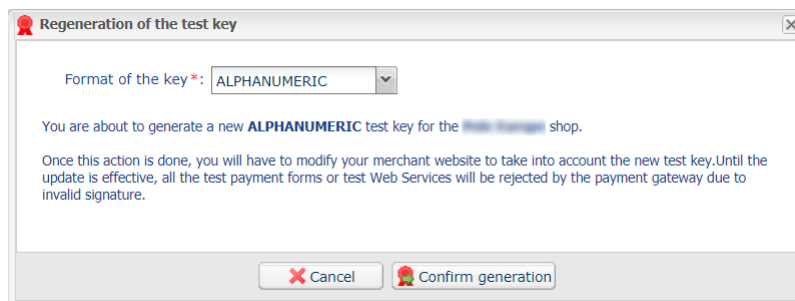 Regeneration of the test key
Format of the key*: ALPHANUMERIC
You are about to generate a new ALPHANUMERIC test key for the shop.
Once this action is done, you will have to modify your merchant website to take into account the new test key.Until the
update is effective, all the test payment forms or test Web Services will be rejected by the payment gateway due to
invalid signature.
Cancel Confirm generation